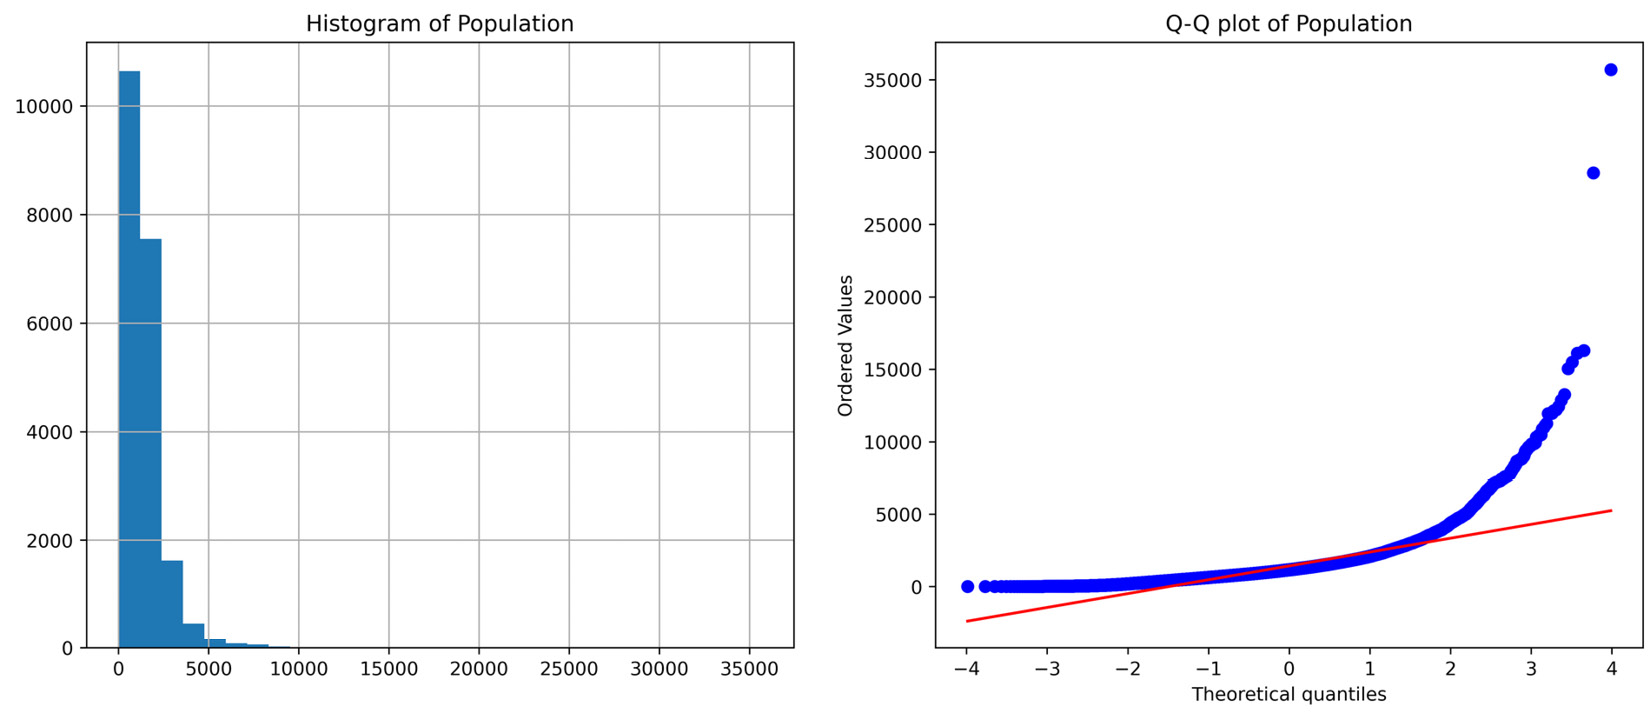 Histogram of Population
10000
8000
6000
4000
2000
0
0 5000 10000 15000 20000 25000 30000 35000
Q-Q plot of Population
Ordered Values
35000
30000
25000
20000
15000
10000
5000
0
−4 −3 −2 −1 0 1 2 3 4
Theoretical quantiles